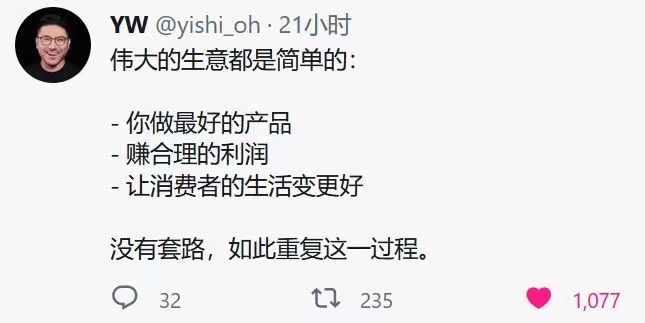 YW @yishi_oh · 21小时
伟大的生意都是简单的：
- 你做最好的产品
- 赚合理的利润
- 让消费者的生活变更好
没有套路，如此重复这一过程。
32 235 1,077